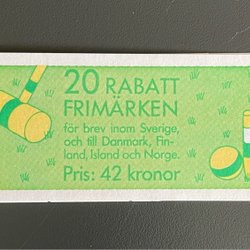 20 RABATT
FRIMÄRKEN
för brev inom Sverige,
och till Danmark, Fin-
land, Island och Norge.
Pris: 42 kronor